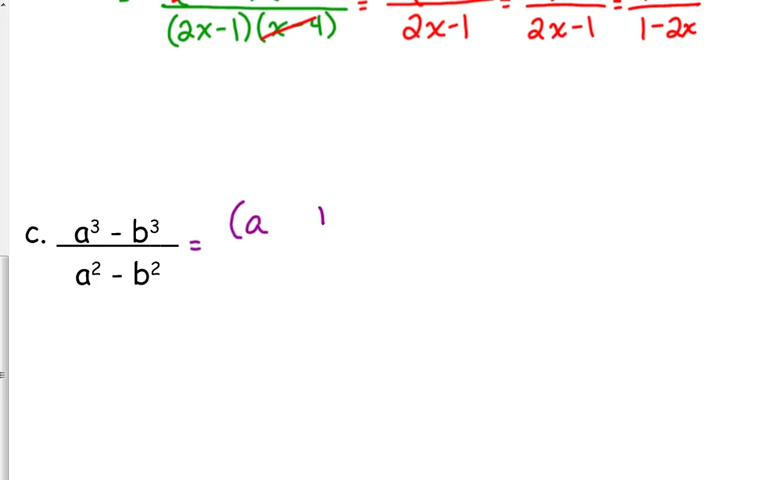 (2x-1)(x-4) = 2x-1 = 2x-1 = 1-2x
c. a³ - b³ = (a
a² - b²